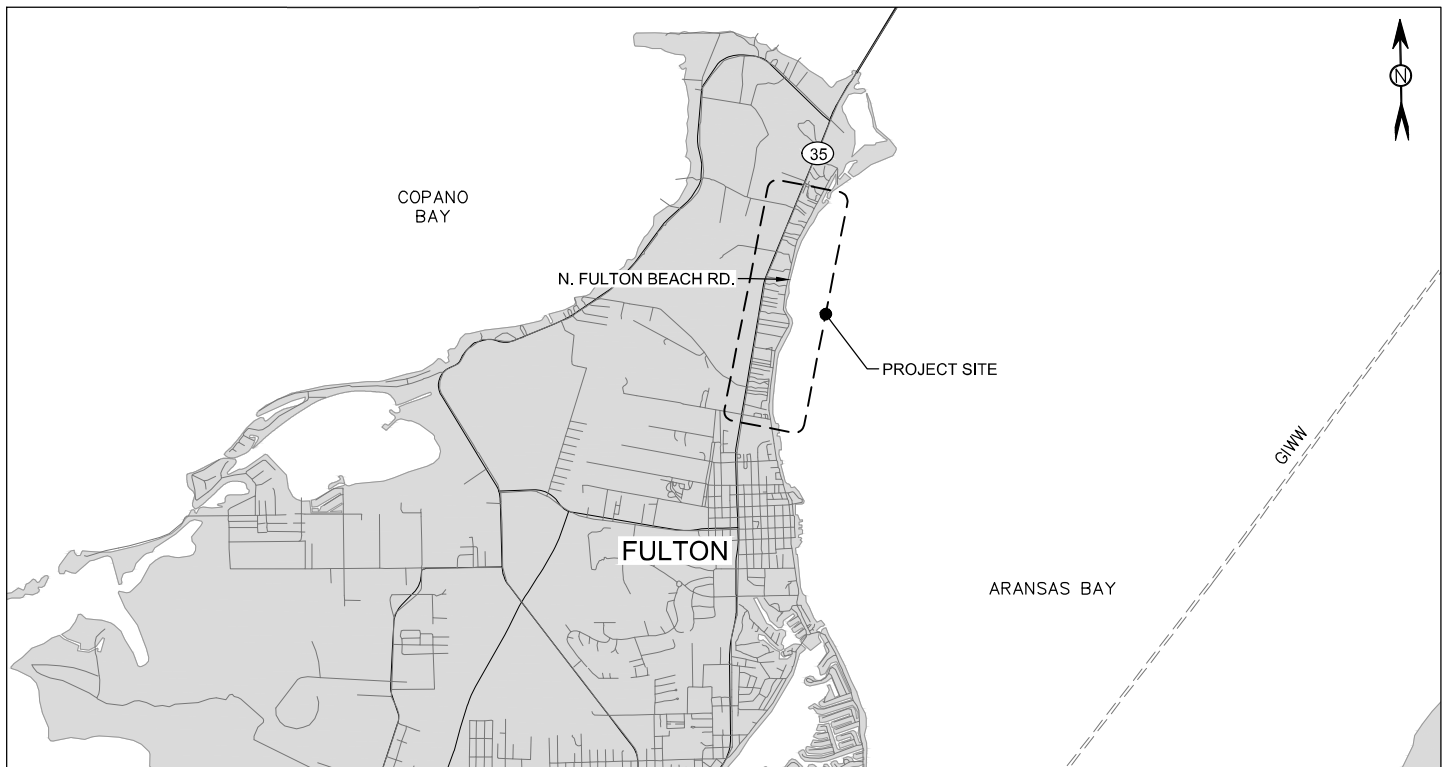 N
35
COPANO
BAY
N. FULTON BEACH RD.
PROJECT SITE
GIWW
FULTON
ARANSAS BAY